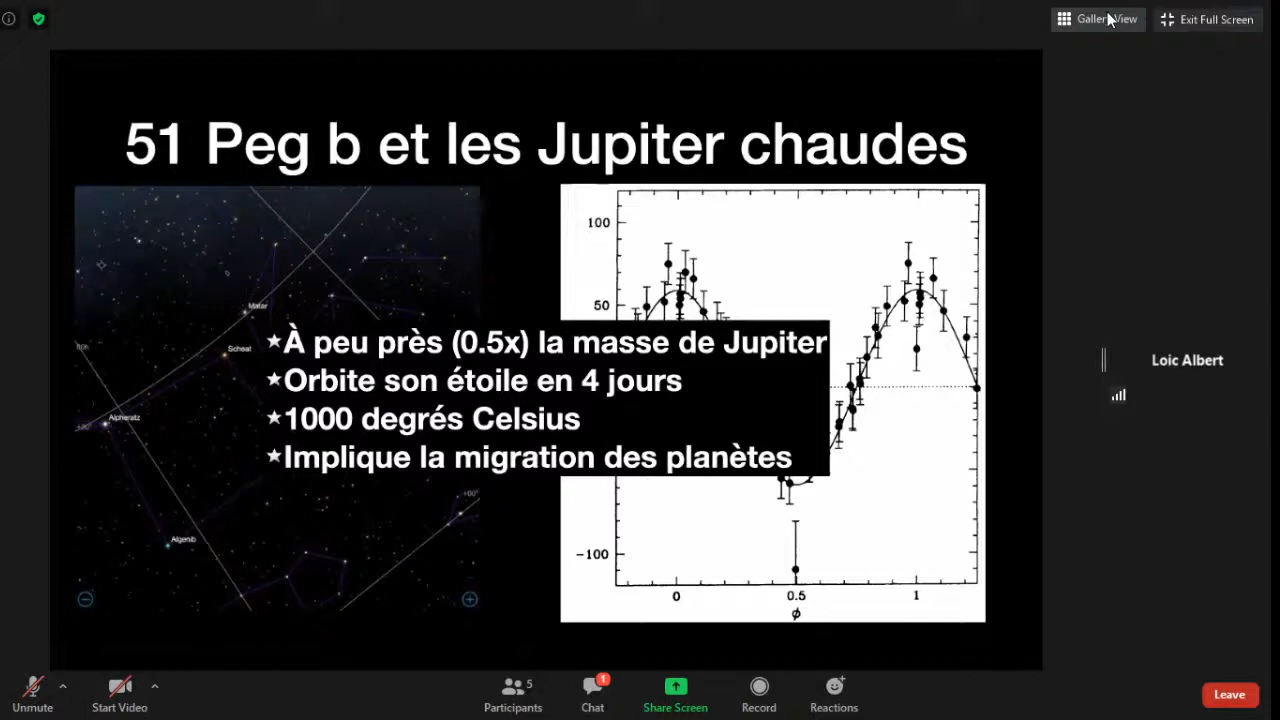 Gallery View
Exit Full Screen
51 Peg b et les Jupiter chaudes
Matar
Scheat
Alpheratz
Algenib
100
50
-100
0
0.5
1
ϕ
★À peu près (0.5x) la masse de Jupiter
★Orbite son étoile en 4 jours
★1000 degrés Celsius
★Implique la migration des planètes
Loic Albert
Unmute
Start Video
Participants
5
Chat
1
Share Screen
Record
Reactions
Leave